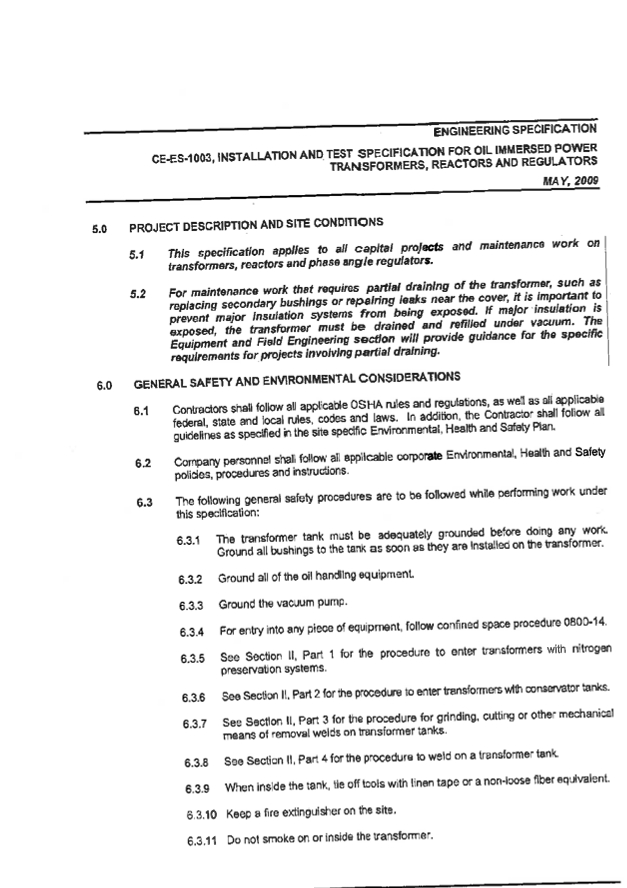 ENGINEERING SPECIFICATION
CE-ES-1003, INSTALLATION AND TEST SPECIFICATION FOR OIL IMMERSED POWER
TRANSFORMERS, REACTORS AND REGULATORS
MAY, 2009
5.0 PROJECT DESCRIPTION AND SITE CONDITIONS
5.1 This specification applies to all capital projects and maintenance work on
transformers, reactors and phase angle regulators.
5.2 For maintenance work that requires partial draining of the transformer, such as
replacing secondary bushings or repairing leaks near the cover, it is important to
prevent major insulation systems from being exposed. If major insulation is
exposed, the transformer must be drained and refilled under vacuum. The
Equipment and Field Engineering section will provide guidance for the specific
requirements for projects involving partial draining.
6.0 GENERAL SAFETY AND ENVIRONMENTAL CONSIDERATIONS
6.1 Contractors shall follow all applicable OSHA rules and regulations, as well as all applicable
federal, state and local rules, codes and laws. In addition, the Contractor shall follow all
guidelines as specified in the site specific Environmental, Health and Safety Plan.
6.2 Company personnel shall follow all applicable corporate Environmental, Health and Safety
policies, procedures and instructions.
6.3 The following general safety procedures are to be followed while performing work under
this specification:
6.3.1 The transformer tank must be adequately grounded before doing any work.
Ground all bushings to the tank as soon as they are installed on the transformer.
6.3.2 Ground all of the oil handling equipment.
6.3.3 Ground the vacuum pump.
6.3.4 For entry into any piece of equipment, follow confined space procedure 0800-14.
6.3.5 See Section II, Part 1 for the procedure to enter transformers with nitrogen
preservation systems.
6.3.6 See Section II, Part 2 for the procedure to enter transformers with conservator tanks.
6.3.7 See Section II, Part 3 for the procedure for grinding, cutting or other mechanical
means of removal welds on transformer tanks.
6.3.8 See Section II, Part 4 for the procedure to weld on a transformer tank.
6.3.9 When inside the tank, tie off tools with linen tape or a non-loose fiber equivalent.
6.3.10 Keep a fire extinguisher on the site.
6.3.11 Do not smoke on or inside the transformer.